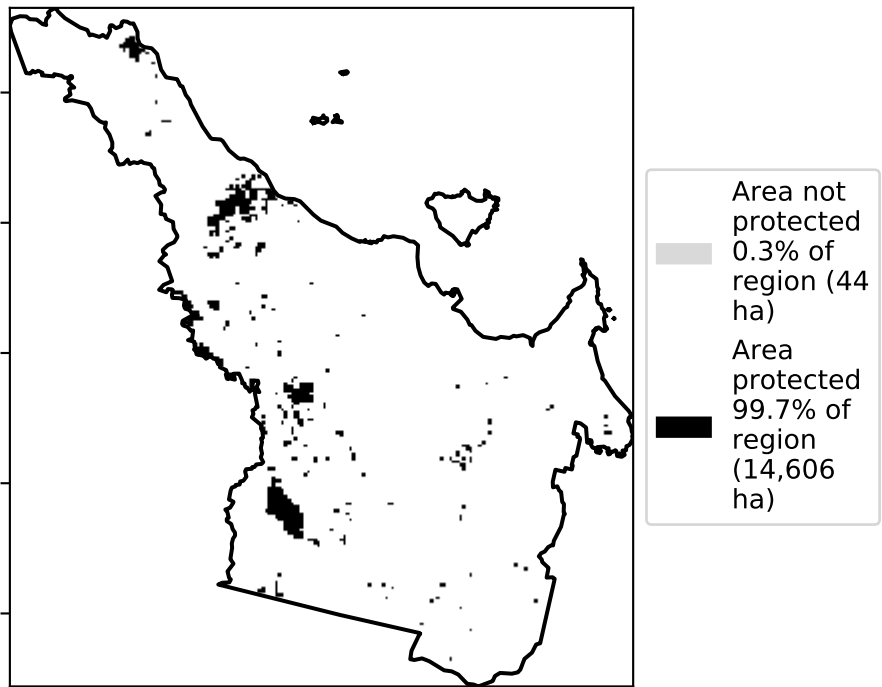 Area not
protected
0.3% of
region (44
ha)
Area
protected
99.7% of
region
(14,606
ha)